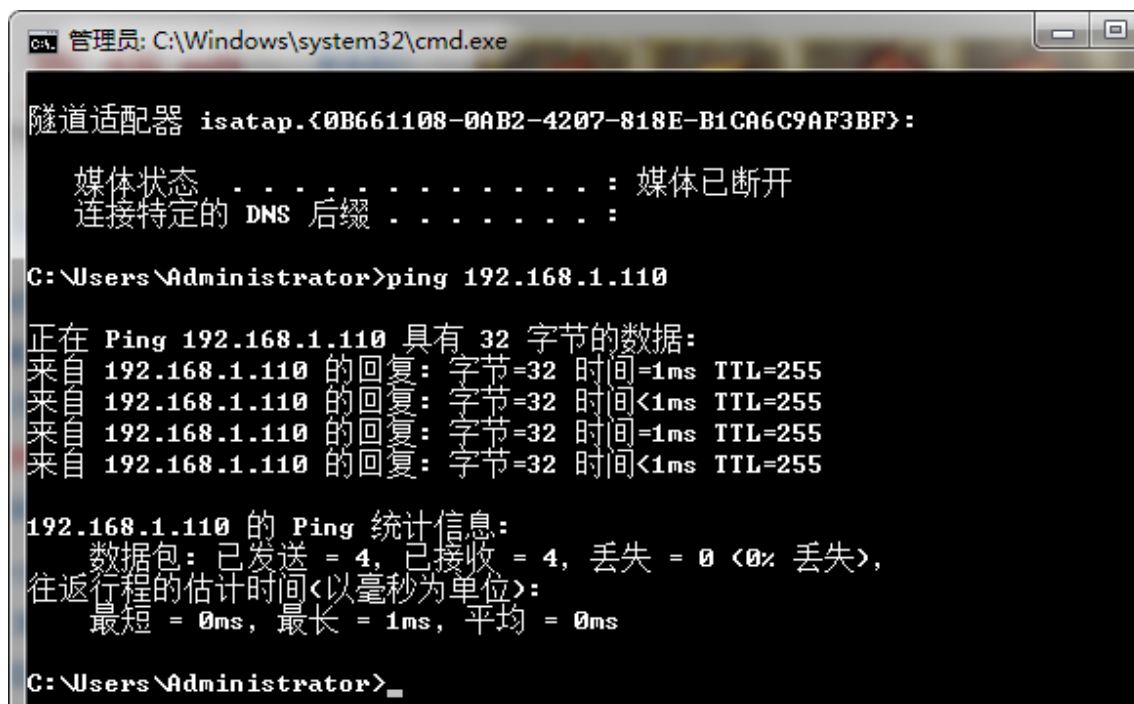 管理员: C:\Windows\system32\cmd.exe
隧道适配器 isatap.{0B661108-0AB2-4207-818E-B1CA6C9AF3BF}:
媒体状态 . . . . . . . . . . . . : 媒体已断开
连接特定的 DNS 后缀 . . . . . . . :
C:\Users\Administrator>ping 192.168.1.110
正在 Ping 192.168.1.110 具有 32 字节的数据:
来自 192.168.1.110 的回复: 字节=32 时间=1ms TTL=255
来自 192.168.1.110 的回复: 字节=32 时间<1ms TTL=255
来自 192.168.1.110 的回复: 字节=32 时间=1ms TTL=255
来自 192.168.1.110 的回复: 字节=32 时间<1ms TTL=255
192.168.1.110 的 Ping 统计信息:
数据包: 已发送 = 4, 已接收 = 4, 丢失 = 0 (0% 丢失),
往返行程的估计时间(以毫秒为单位):
最短 = 0ms, 最长 = 1ms, 平均 = 0ms
C:\Users\Administrator>_